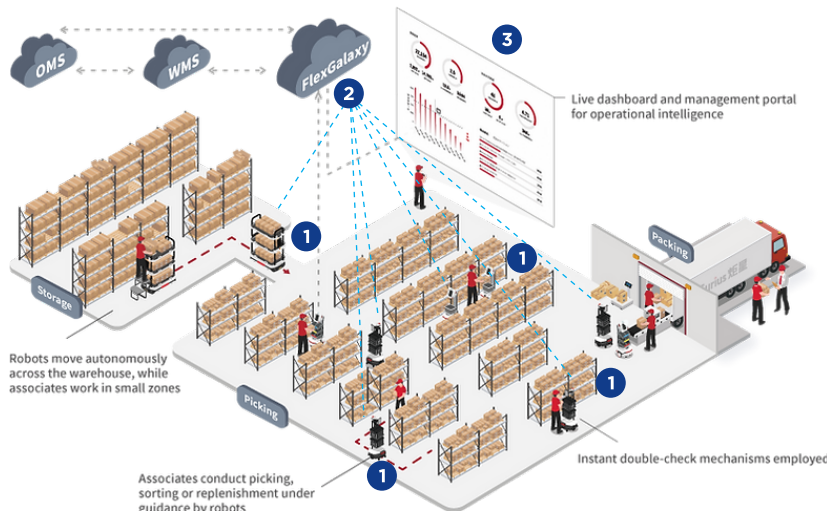 OMS
WMS
FlexGalaxy
3
2
Live dashboard and management portal
for operational intelligence
1
1
Packing
Storage
Robots move autonomously
across the warehouse, while
associates work in small zones
1
Picking
1
Associates conduct picking,
sorting or replenishment under
guidance by robots
Instant double-check mechanisms employed